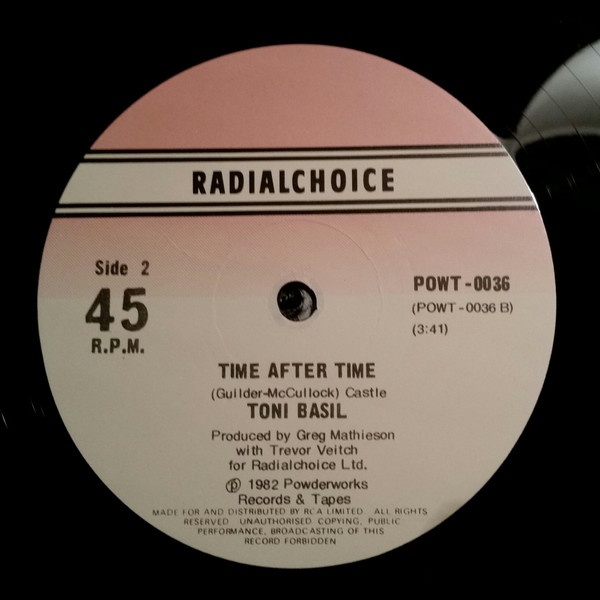 RADIALCHOICE
Side 2
45
R.P.M.
POWT-0036
(POWT-0036 B)
(3:41)
TIME AFTER TIME
(Guilder-McCullock) Castle
TONI BASIL
Produced by Greg Mathieson
with Trevor Veitch
for Radialchoice Ltd.
℗ 1982 Powderworks
Records & Tapes
MADE FOR AND DISTRIBUTED BY RCA LIMITED. ALL RIGHTS
RESERVED. UNAUTHORISED COPYING, PUBLIC
PERFORMANCE, BROADCASTING OF THIS
RECORD FORBIDDEN